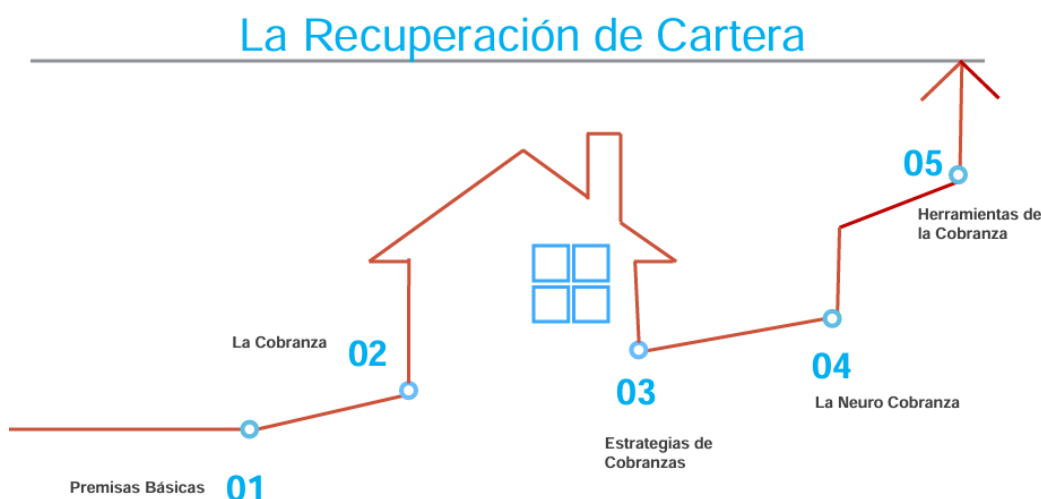 La Recuperación de Cartera
Premisas Básicas 01
La Cobranza 02
03
Estrategias de
Cobranzas
04
La Neuro Cobranza
05
Herramientas de
la Cobranza